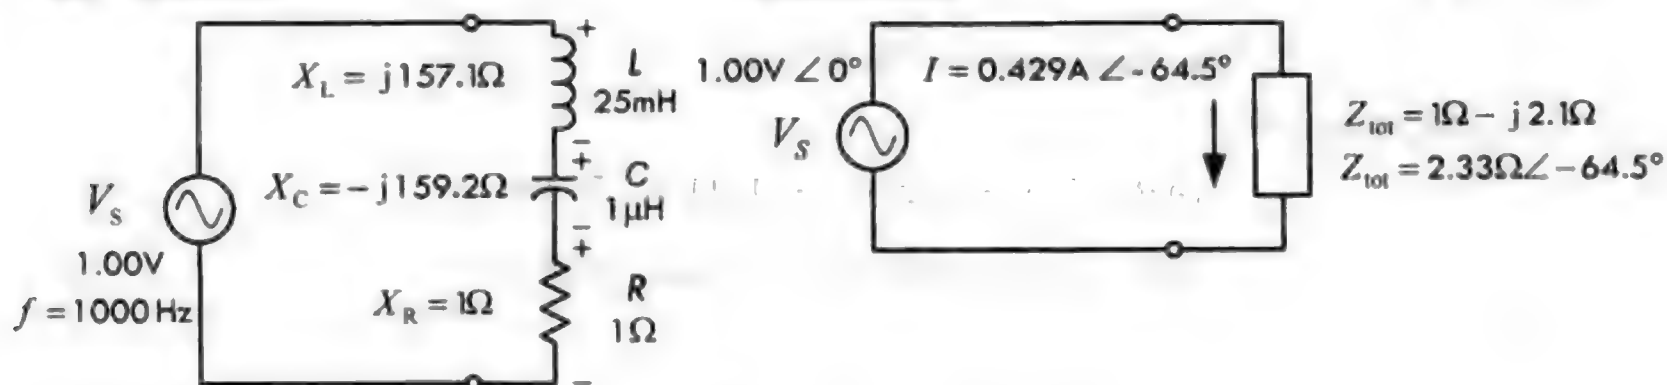 X_L = j157.1Ω
L
25mH
X_C = -j159.2Ω
C
1μH
V_S
1.00V
f = 1000 Hz
X_R = 1Ω
R
1Ω
1.00V ∠0°
I = 0.429A ∠-64.5°
V_S
Z_tot = 1Ω - j2.1Ω
Z_tot = 2.33Ω∠-64.5°